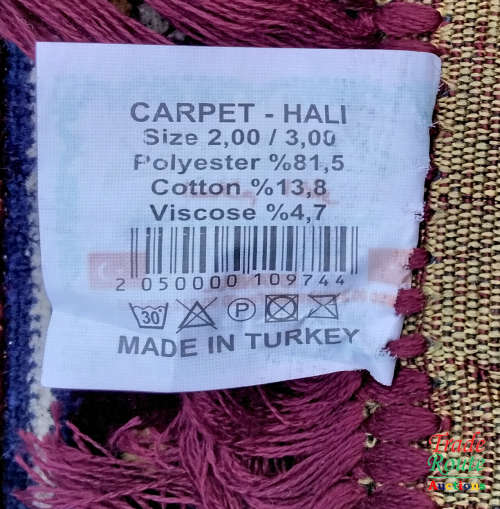 CARPET - HALI
Size 2,00 / 3,00
Polyester %81,5
Cotton %13,8
Viscose %4,7
2 050000 109744
30° P
MADE IN TURKEY
Trade
Route
Auctions